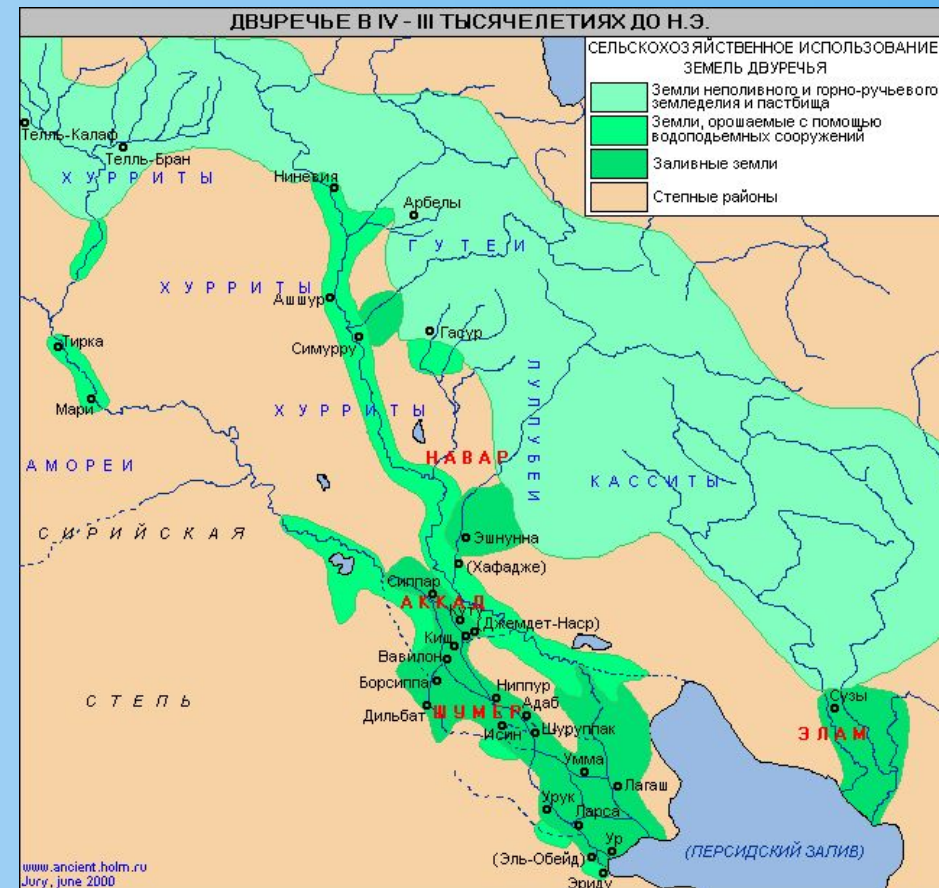 ДВУРЕЧЬЕ В IV - III ТЫСЯЧЕЛЕТИЯХ ДО Н.Э.
СЕЛЬСКОХОЗЯЙСТВЕННОЕ ИСПОЛЬЗОВАНИЕ
ЗЕМЕЛЬ ДВУРЕЧЬЯ
Земли неполивного и горно-ручьевого
земледелия и пастбища
Земли, орошаемые с помощью
водоподьемных сооружений
Заливные земли
Степные районы
Телль-Калаф
Телль-Бран
ХУРРИТЫ
Ниневия
Арбелы
ГУТЕИ
ХУРРИТЫ
Ашшур
Симурру
Гасур
Тирка
ЛУЛЛУБЕИ
Мари
ХУРРИТЫ
НАВАР
АМОРЕИ
КАССИТЫ
СИРИЙСКАЯ
Эшнунна
(Хафадже)
Сиппар
АККАД
Куту
(Джемдет-Наср)
Киш
Вавилон
Борсиппа
СТЕПЬ
Ниппур
Дильбат
ШУМЕР
Адаб
Исин
Шуруппак
Сузы
ЭЛАМ
Умма
Лагаш
Урук
Ларса
Ур
(Эль-Обейд)
(ПЕРСИДСКИЙ ЗАЛИВ)
Эриду
www.ancient.holm.ru
Jury, june 2000